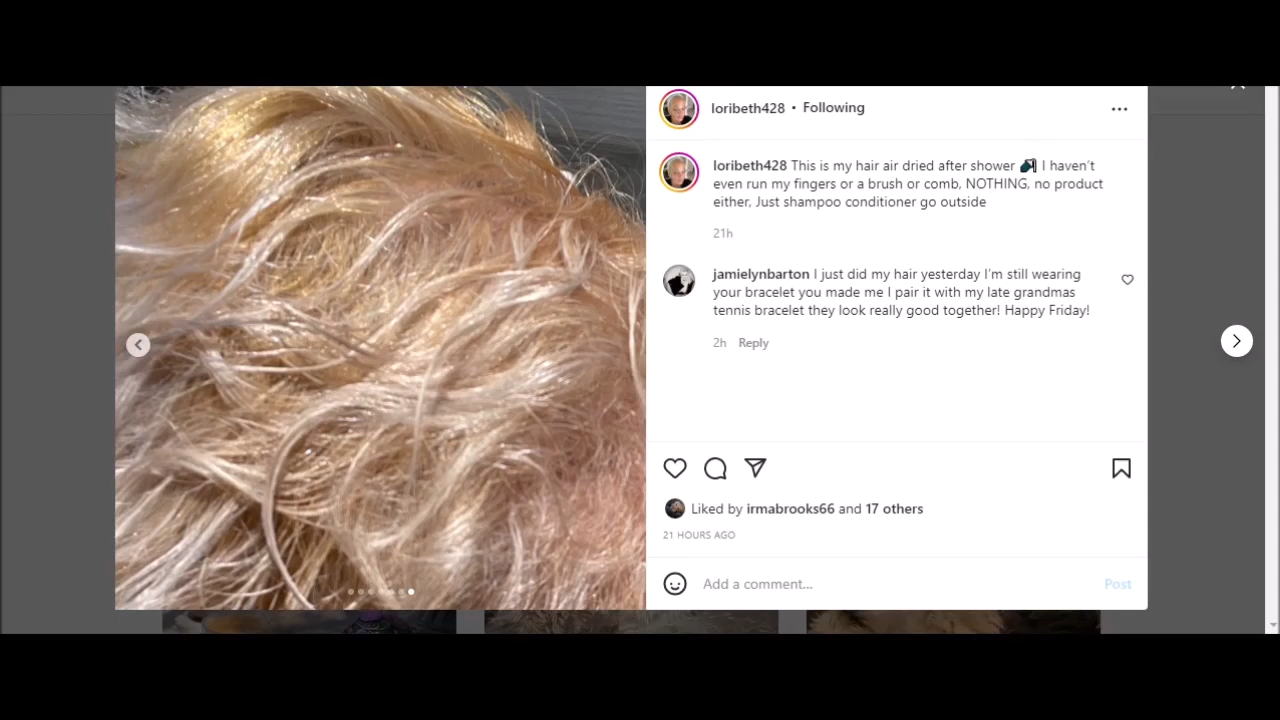 loribeth428 • Following
loribeth428 This is my hair air dried after shower I haven't
even run my fingers or a brush or comb, NOTHING, no product
either, Just shampoo conditioner go outside
21h
jamielynbarton I just did my hair yesterday I'm still wearing
your bracelet you made me I pair it with my late grandmas
tennis bracelet they look really good together! Happy Friday!
2h Reply
Liked by irmabrooks66 and 17 others
21 HOURS AGO
Add a comment... Post